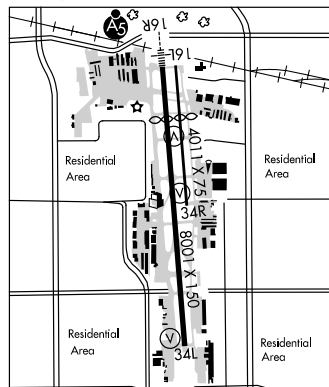 A5
16R
16L
4011 X 75
Residential
Area
Residential
Area
V
V
34R
8001 X 150
Residential
Area
Residential
Area
V
34L